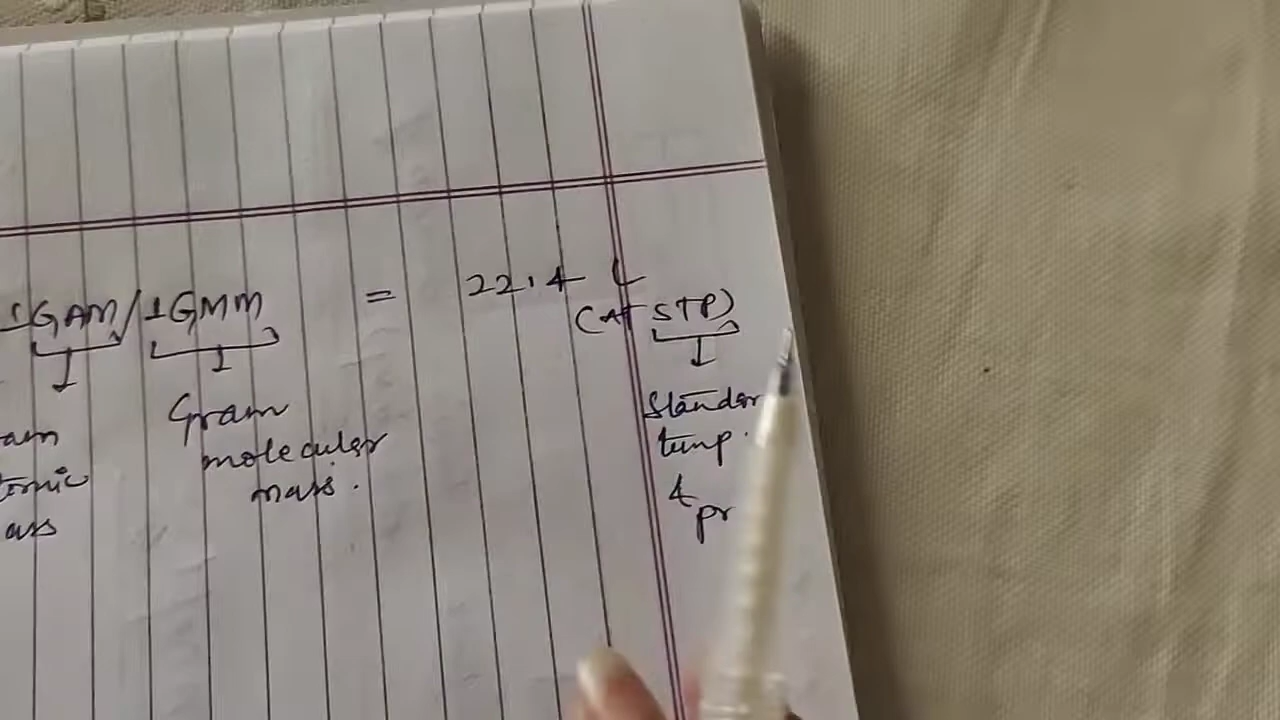 1GAM/1GMM = 22.4 L
(AT STP)
Gram
molecular
mass.
Standar
temp.
&
pr